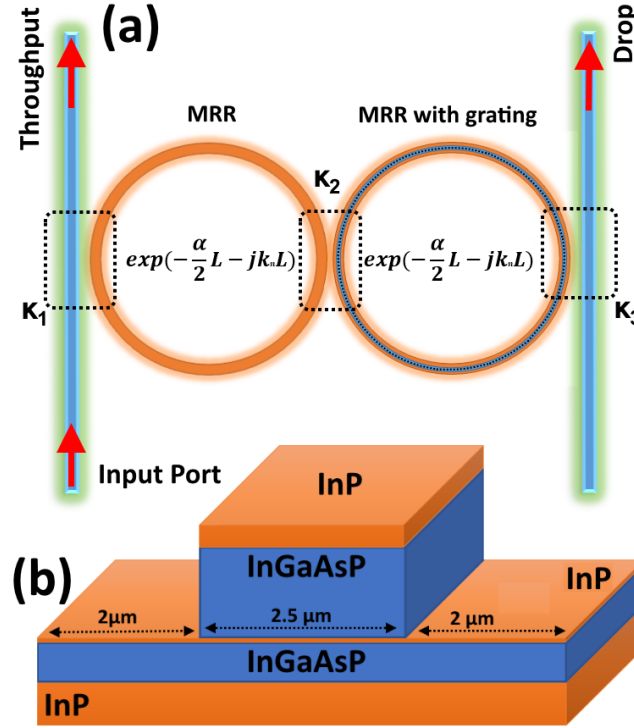 (a)
Throughput
Drop
MRR
MRR with grating
κ2
exp(-α/2 L - jkₙL)
exp(-α/2 L - jkₙL)
κ1
κ3
Input Port
(b)
InP
InGaAsP
InP
2μm
2.5 μm
2 μm
InGaAsP
InP